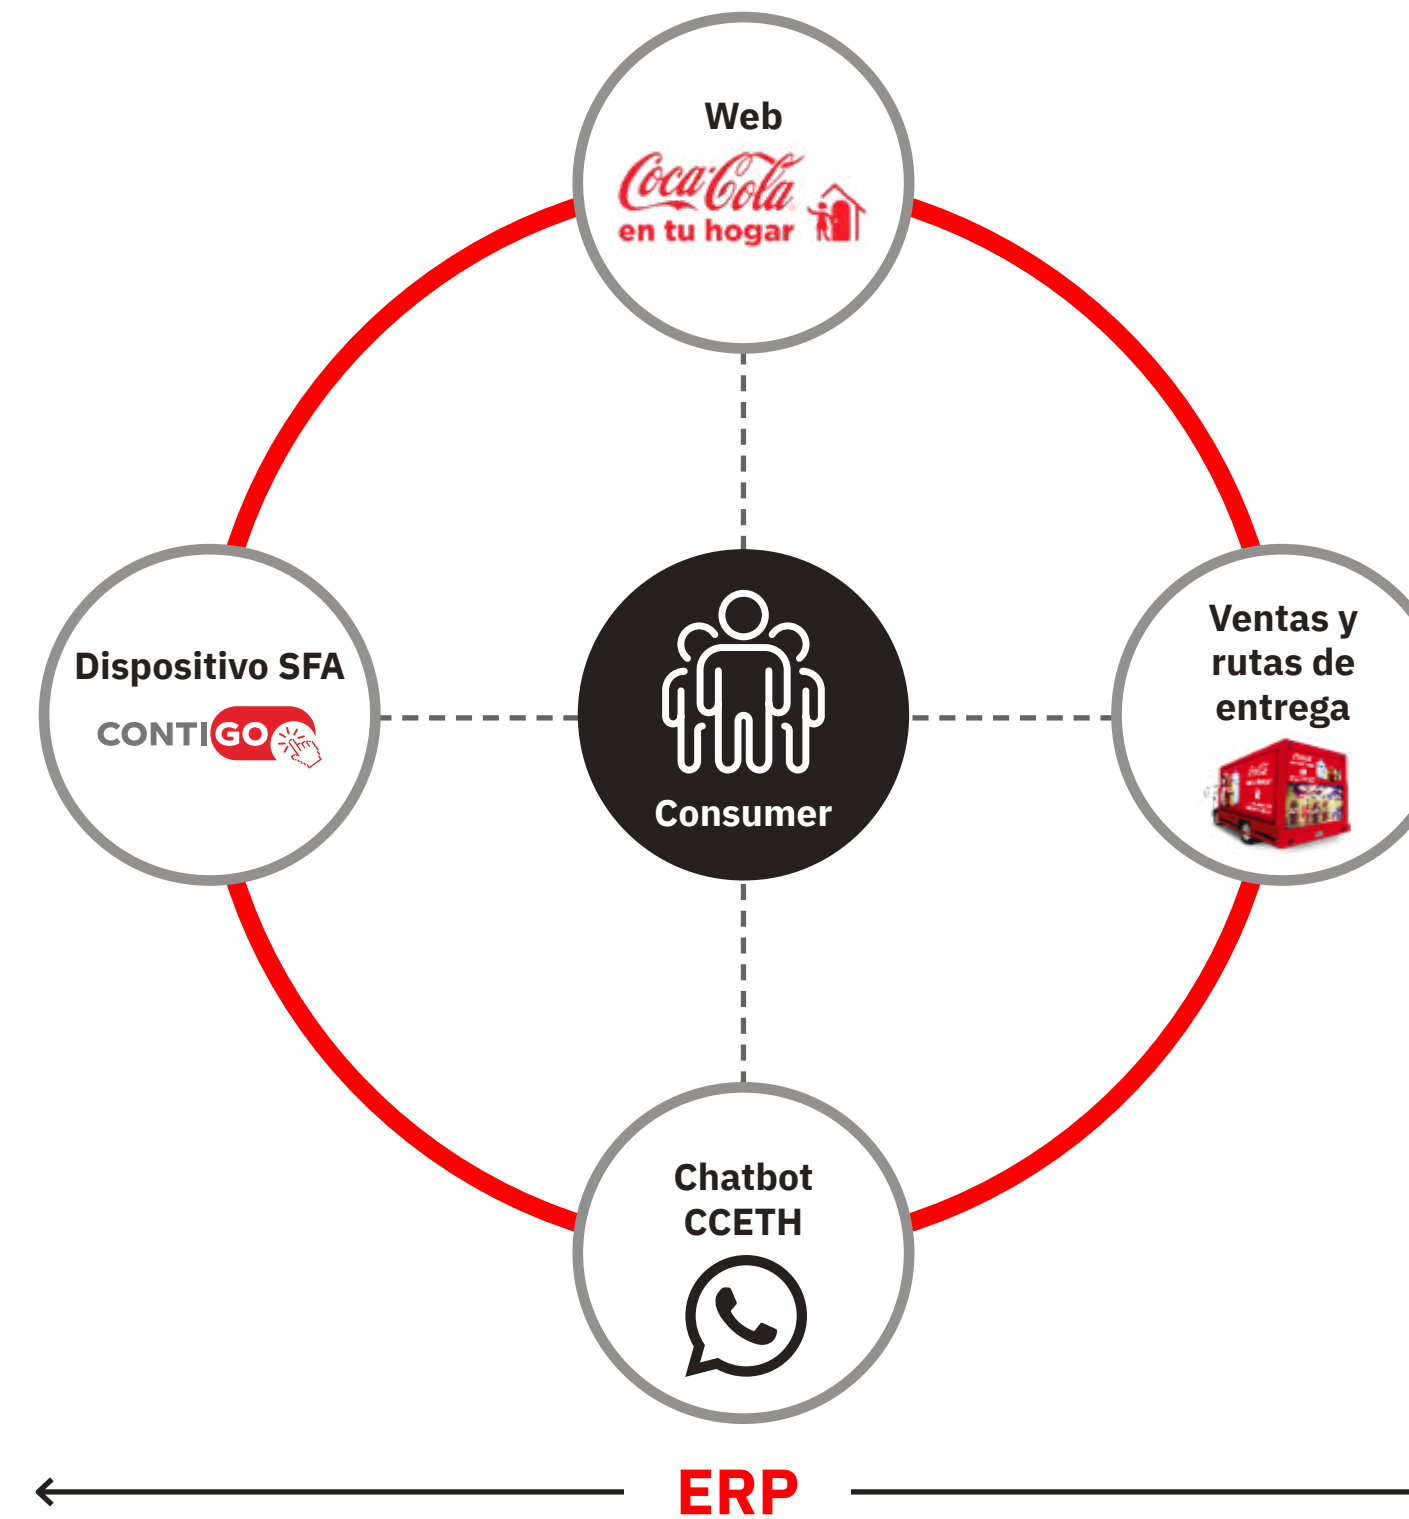 Web
Coca-Cola
en tu hogar
Dispositivo SFA
CONTIGO
Consumer
Ventas y
rutas de
entrega
Chatbot
CCETH
ERP